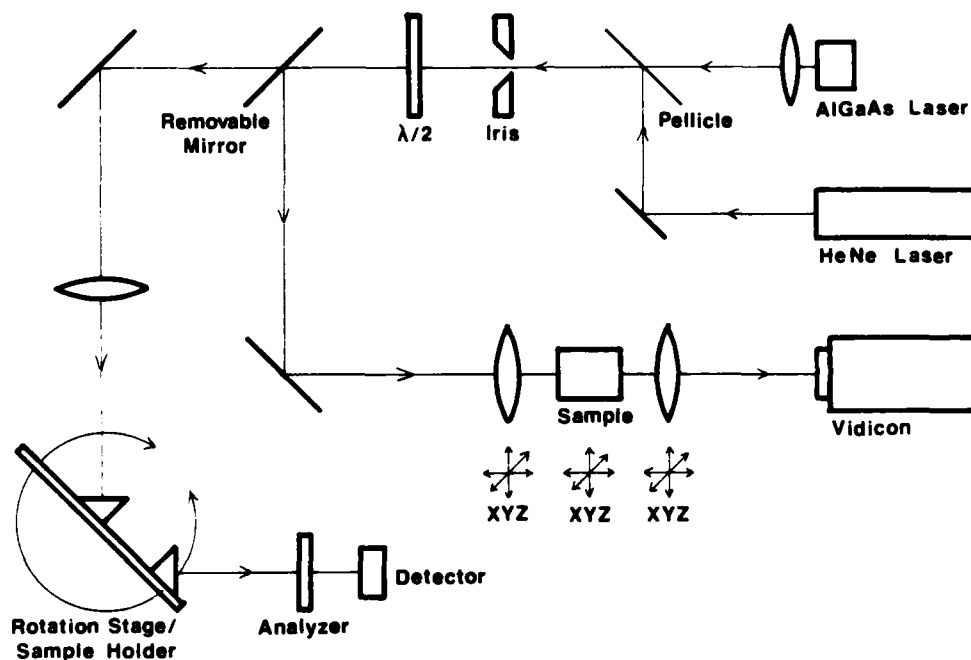 AlGaAs Laser
Pellicle
Iris
λ/2
Removable
Mirror
HeNe Laser
Sample
Vidicon
XYZ
XYZ
XYZ
Detector
Analyzer
Rotation Stage/
Sample Holder